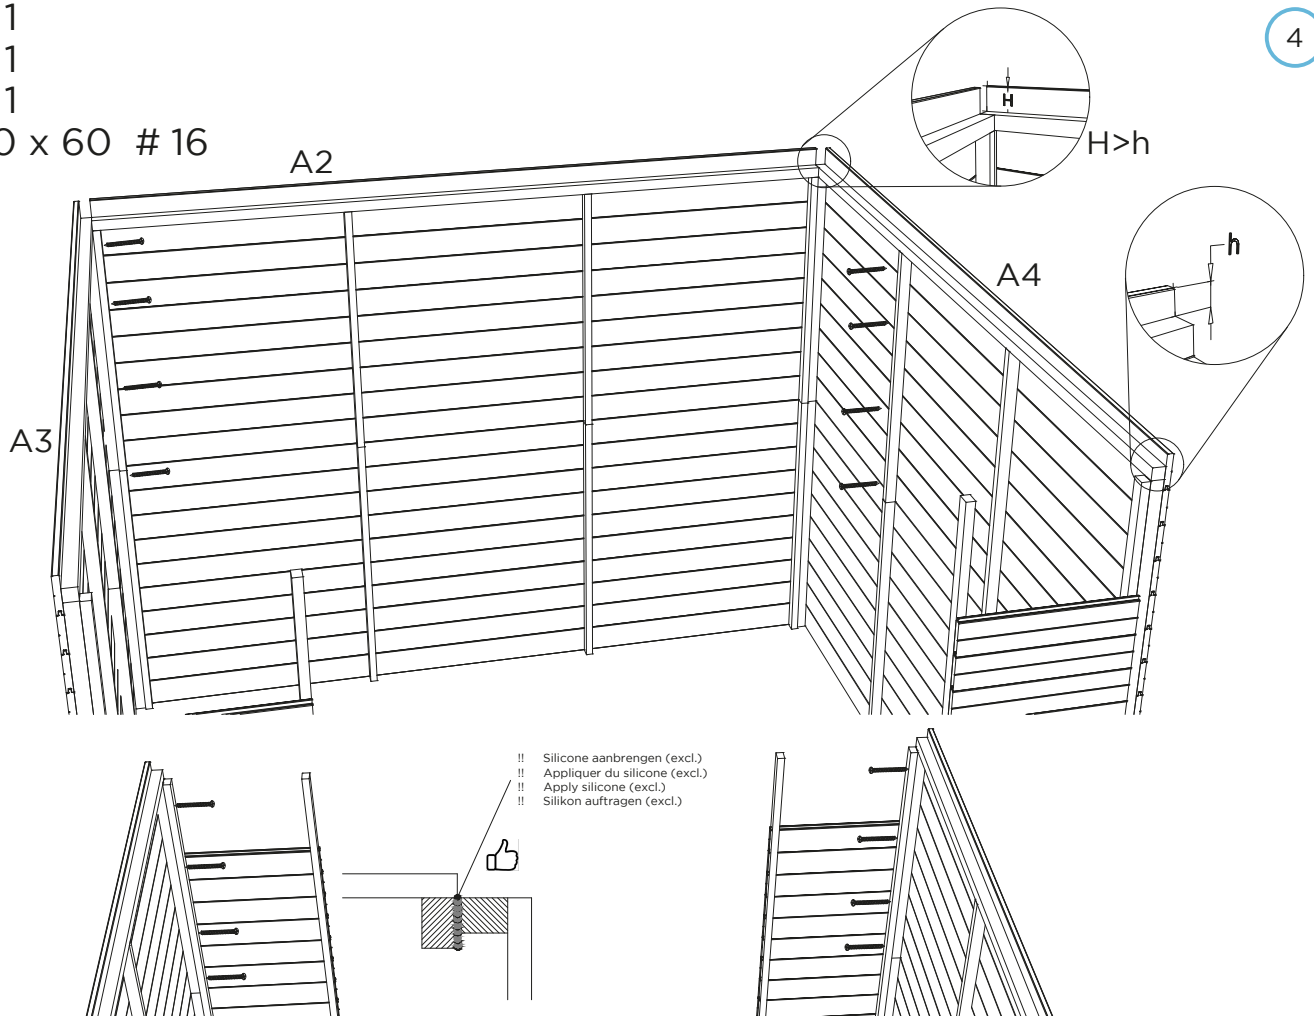 1
1
1
0 x 60 # 16
4
A2
H
H>h
h
A4
A3
!! Silicone aanbrengen (excl.)
!! Appliquer du silicone (excl.)
!! Apply silicone (excl.)
!! Silikon auftragen (excl.)